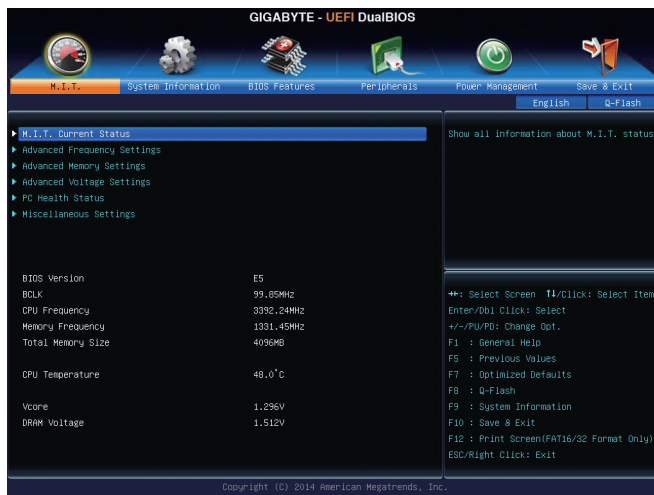 GIGABYTE - UEFI DualBIOS
M.I.T. System Information BIOS Features Peripherals Power Management Save & Exit
English Q-Flash
M.I.T. Current Status
Advanced Frequency Settings
Advanced Memory Settings
Advanced Voltage Settings
PC Health Status
Miscellaneous Settings
Show all information about M.I.T. status
BIOS Version E5
BCLK 99.85MHz
CPU Frequency 3392.24MHz
Memory Frequency 1331.45MHz
Total Memory Size 4096MB
CPU Temperature 48.0°C
Vcore 1.296V
DRAM Voltage 1.512V
→←: Select Screen ↑↓/Click: Select Item
Enter/Dbl Click: Select
+/-/PU/PD: Change Opt.
F1 : General Help
F5 : Previous Values
F7 : Optimized Defaults
F8 : Q-Flash
F9 : System Information
F10 : Save & Exit
F12 : Print Screen(FAT16/32 Format Only)
ESC/Right Click: Exit
Copyright (C) 2014 American Megatrends, Inc.